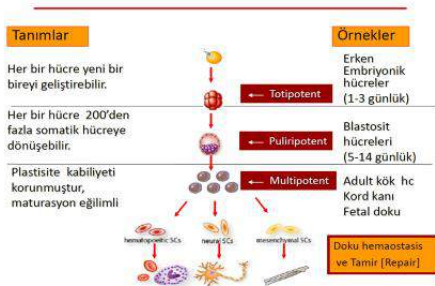 Tanımlar
Örnekler
Her bir hücre yeni bir
bireyi geliştirebilir.
Totipotent
Erken
Embriyonik
hücreler
(1-3 günlük)
Her bir hücre 200'den
fazla somatik hücreye
dönüşebilir.
Puliripotent
Blastosit
hücreleri
(5-14 günlük)
Plastisite kabiliyeti
korunmuştur,
maturasyon eğilimli
Multipotent
Adult kök hc
Kord kanı
Fetal doku
hematopoeitic SCs
neural SCs
mesenchymal SCs
Doku hemaostasis
ve Tamir [Repair]